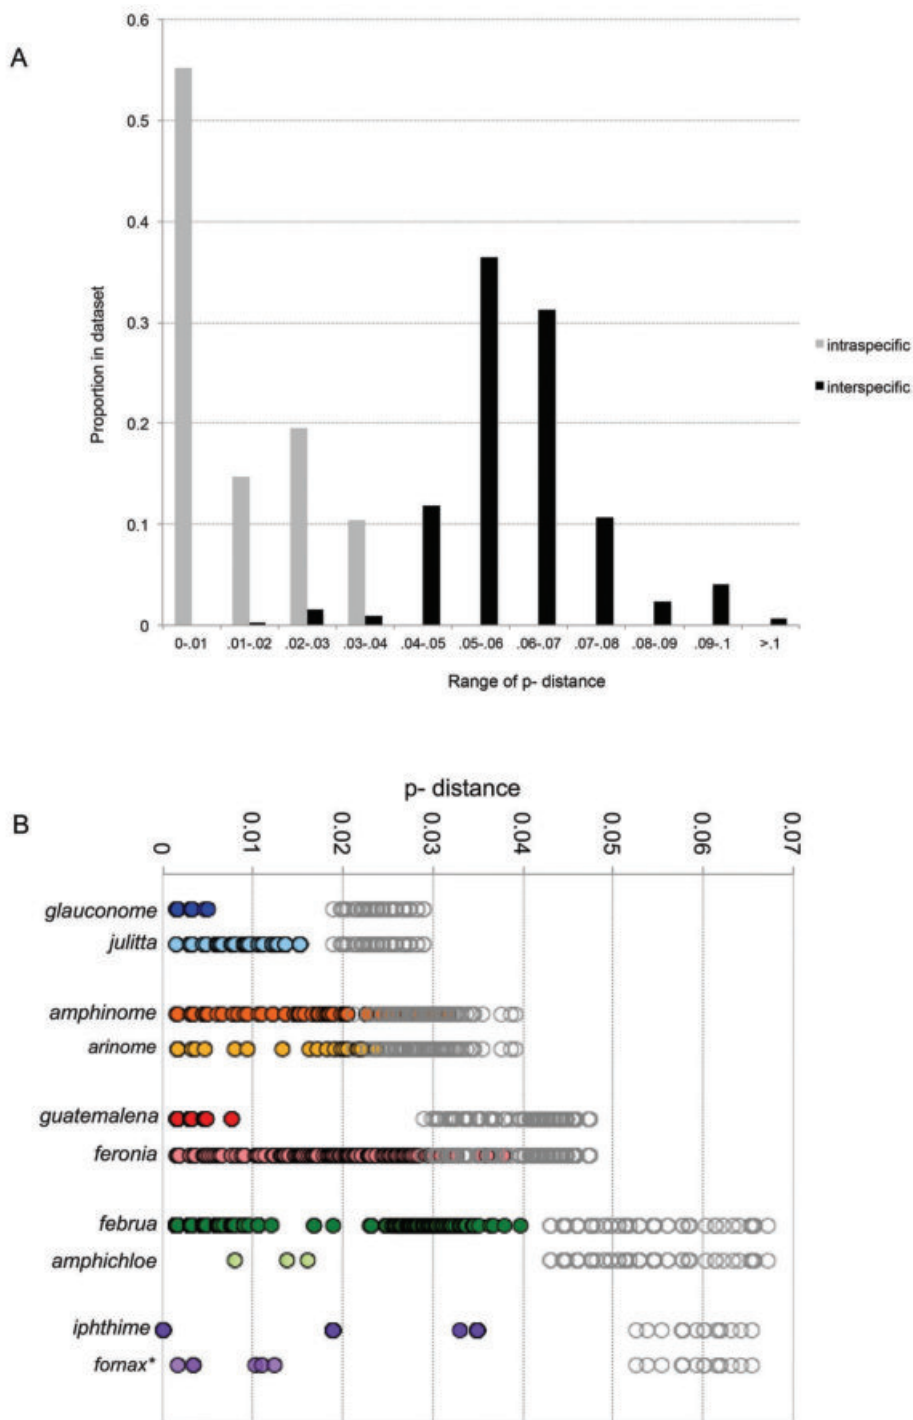 A
0.6
0.5
0.4
0.3
0.2
0.1
0
Proportion in dataset
0-.01 .01-.02 .02-.03 .03-.04 .04-.05 .05-.06 .06-.07 .07-.08 .08-.09 .09-.1 >.1
Range of p- distance
intraspecific
interspecific
B
p- distance
0 0.01 0.02 0.03 0.04 0.05 0.06 0.07
glauconome
julitta
amphinome
arinome
guatemalena
feronia
februa
amphichloe
iphthime
fornax*